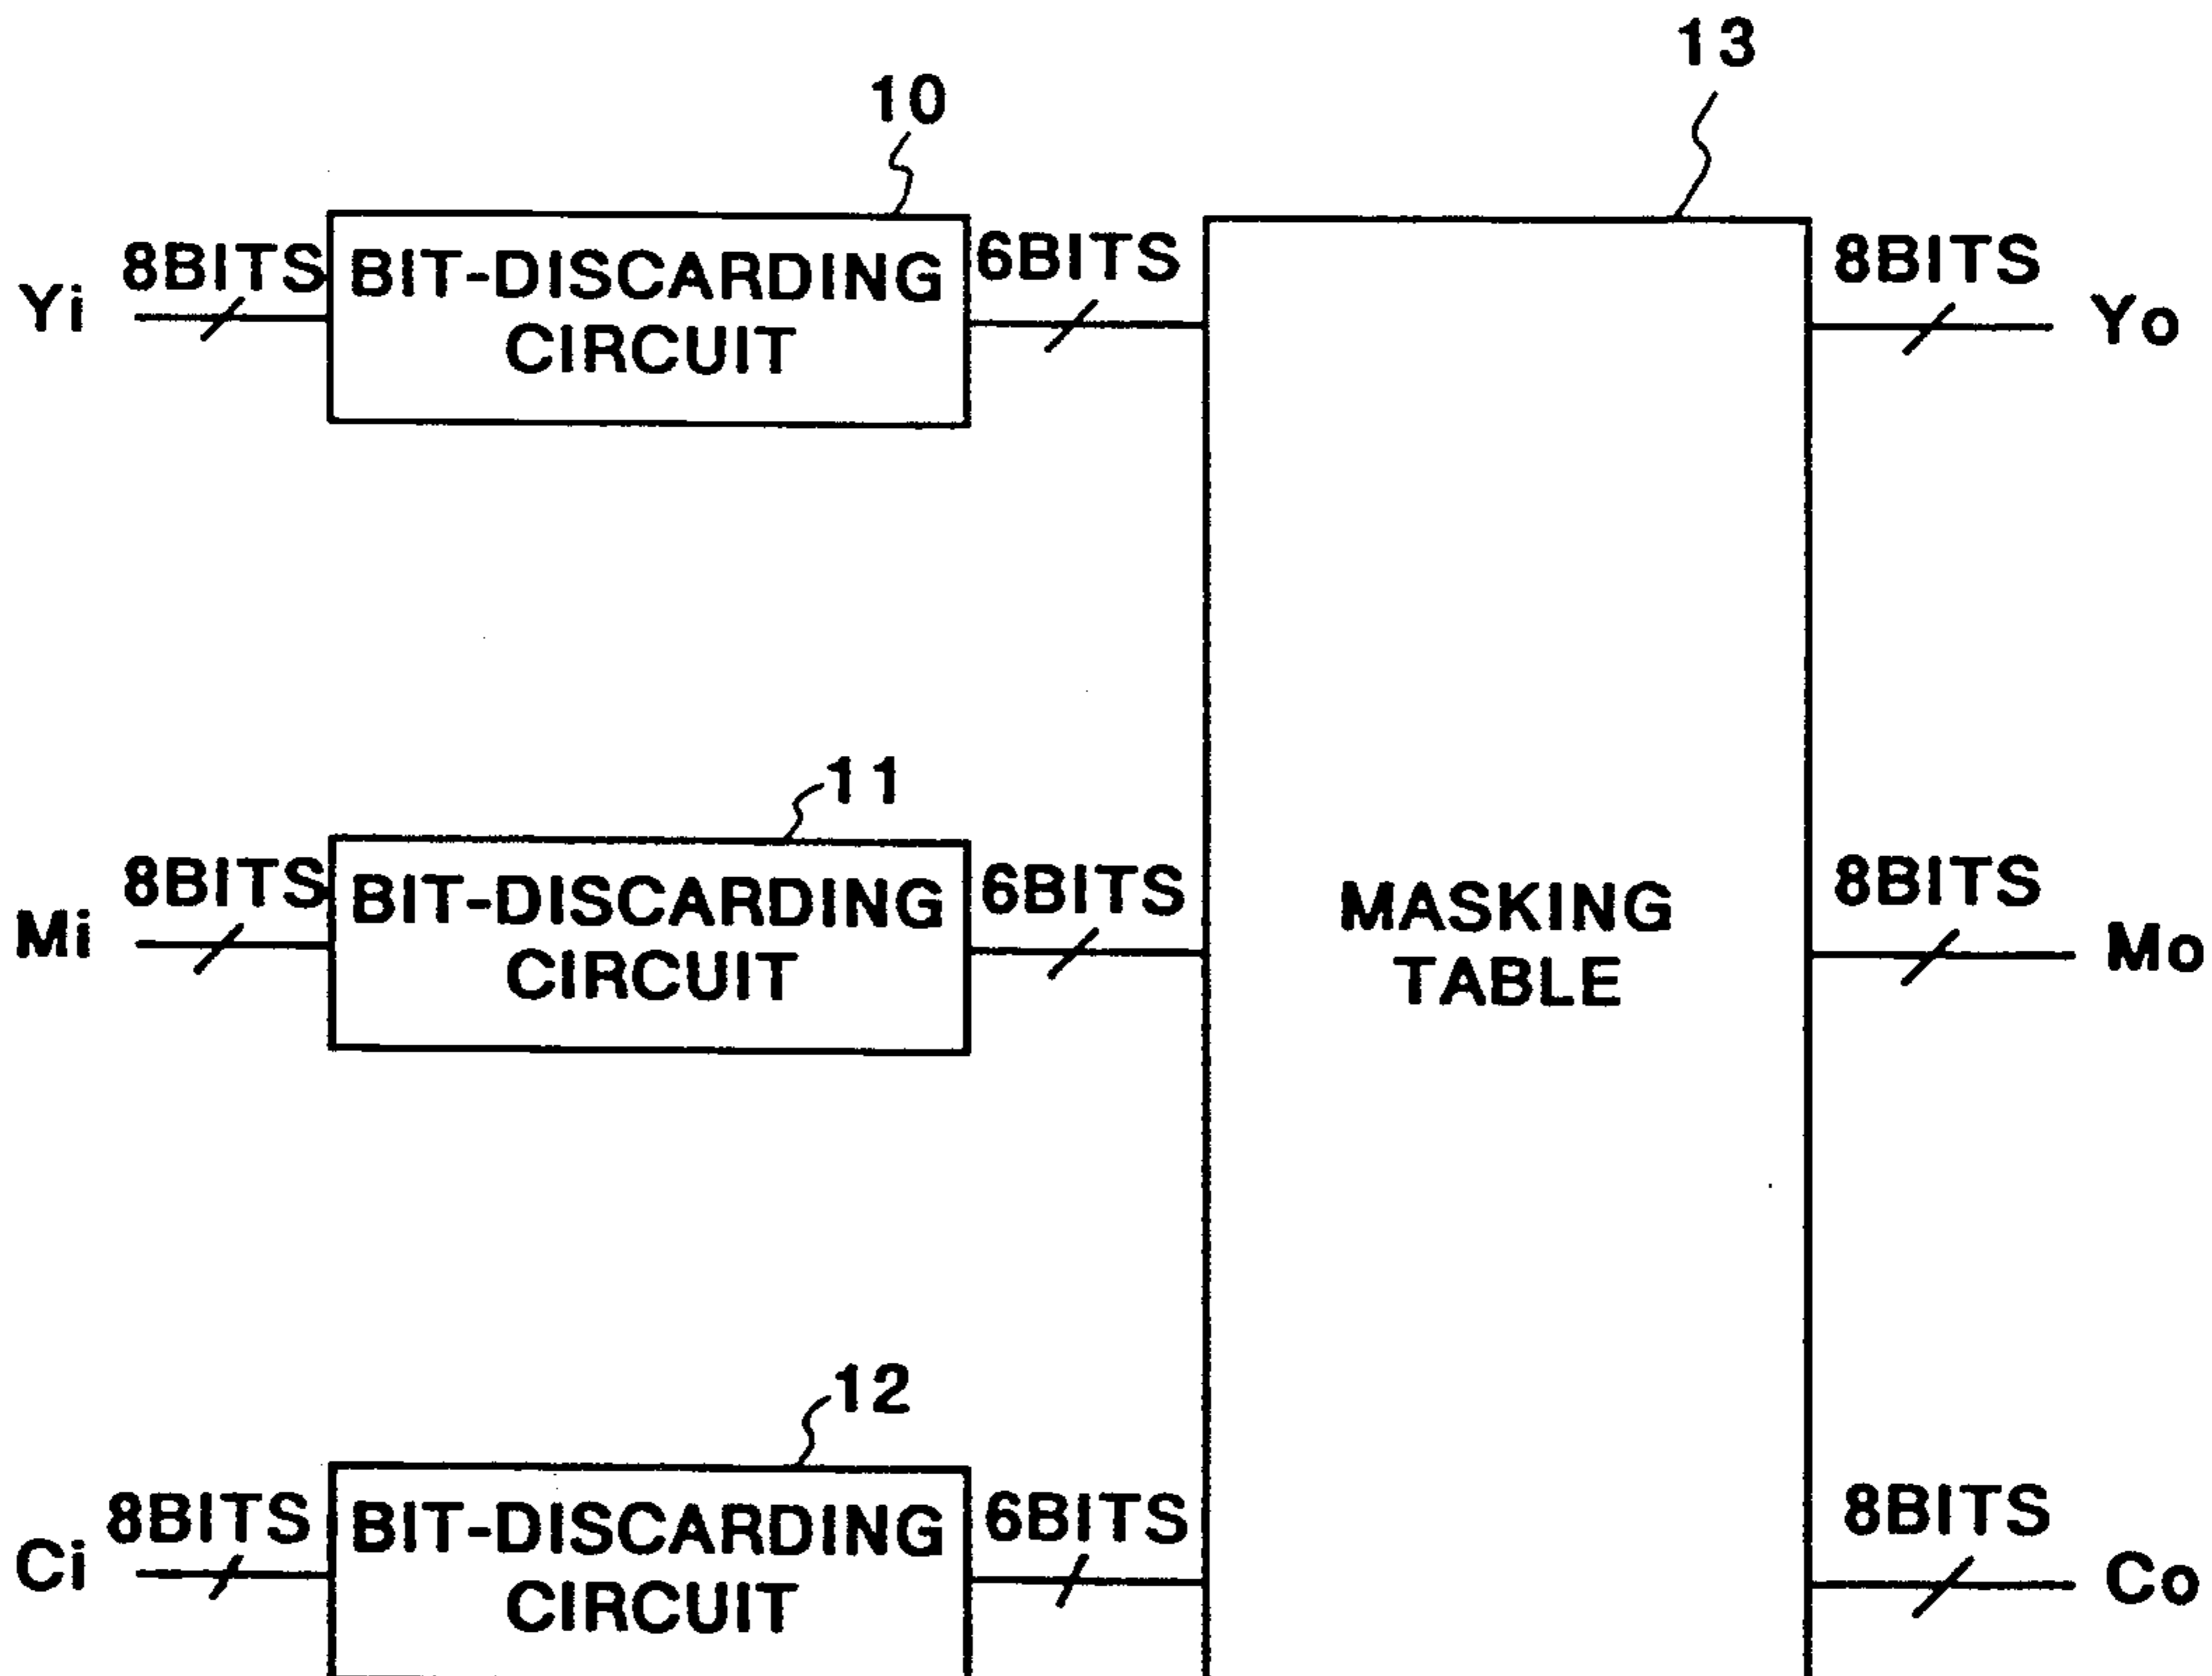 13
10
8BITS
BIT-DISCARDING
CIRCUIT
6BITS
8BITS
Yi
Yo
11
8BITS
BIT-DISCARDING
CIRCUIT
6BITS
MASKING
TABLE
8BITS
Mi
Mo
12
8BITS
BIT-DISCARDING
CIRCUIT
6BITS
8BITS
Ci
Co